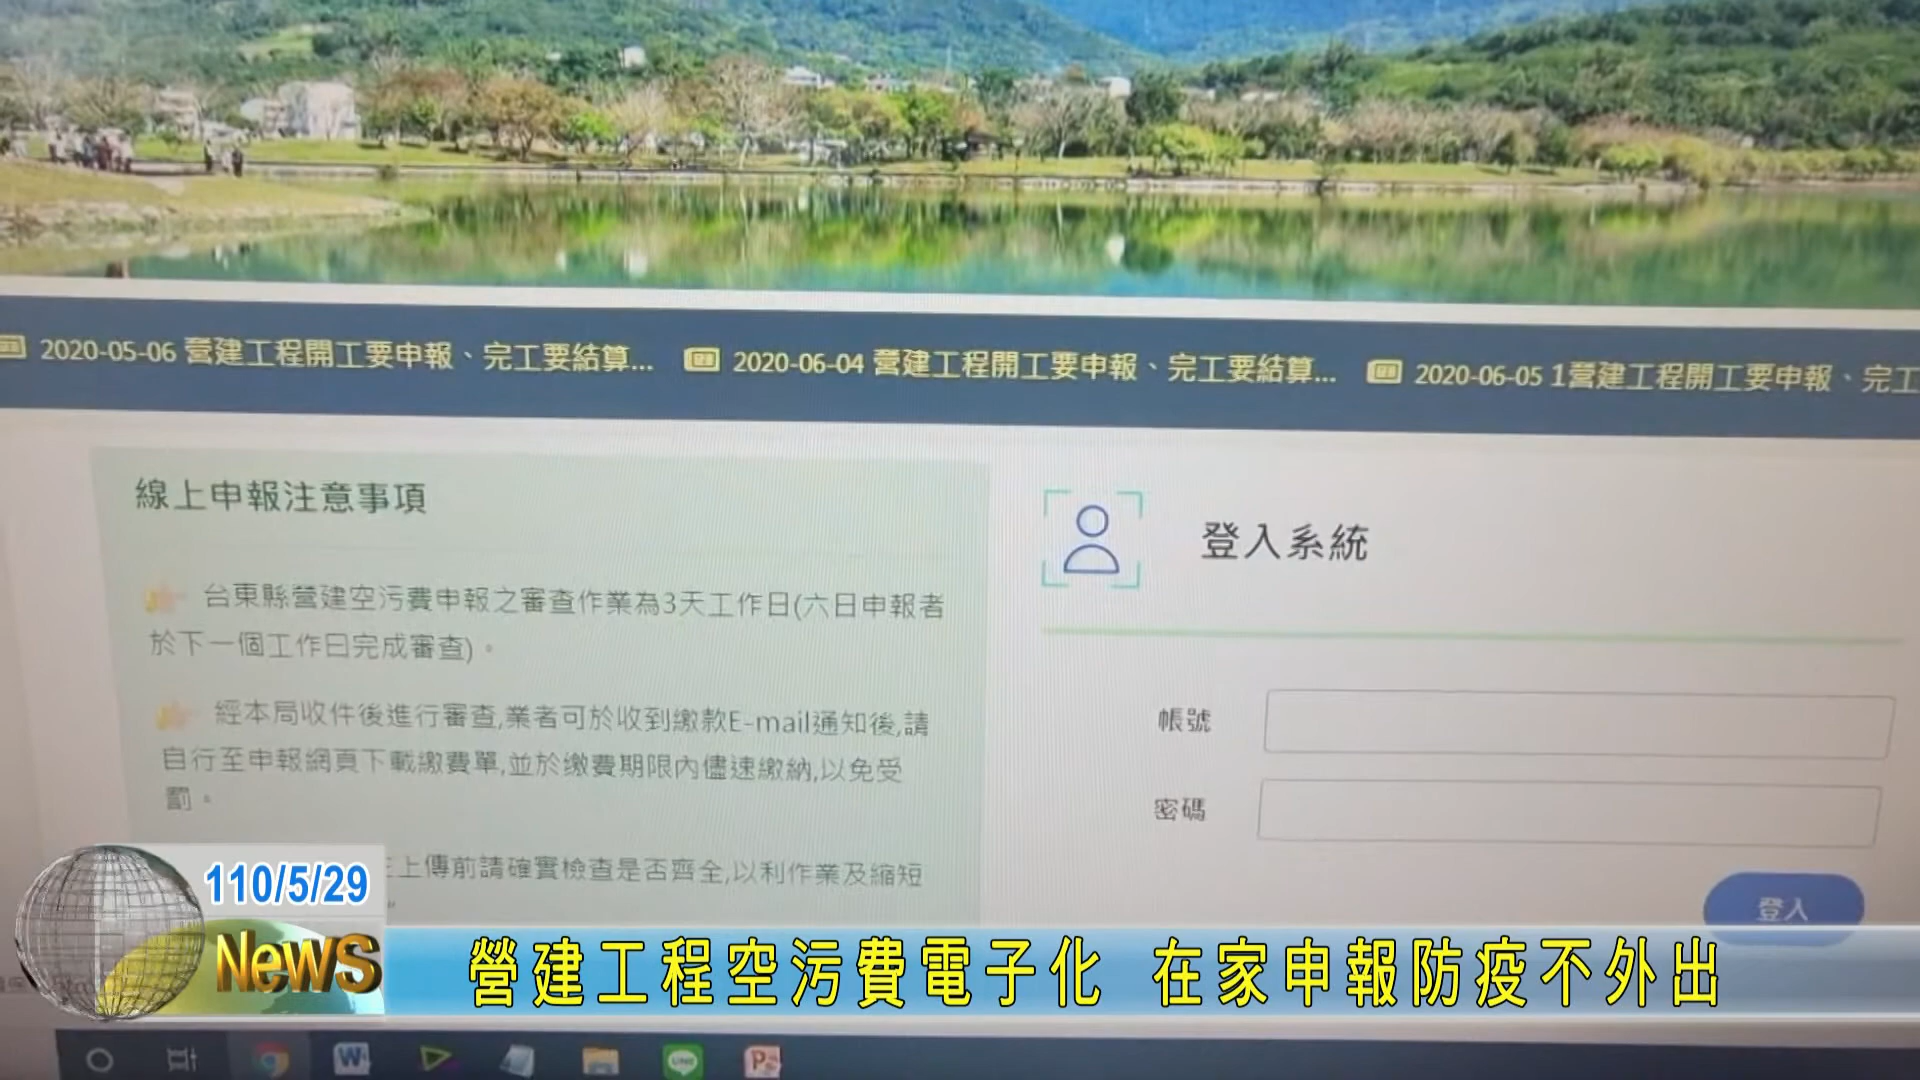 2020-05-06 營建工程開工要申報、完工要結算... 2020-06-04 營建工程開工要申報、完工要結算... 2020-06-05 1營建工程開工要申報、完工
線上申報注意事項
台東縣營建空污費申報之審查作業為3天工作日(六日申報者
於下一個工作日完成審查)。
經本局收件後進行審查,業者可於收到繳款E-mail通知後,請
自行至申報網頁下載繳費單,並於繳費期限內儘速繳納,以免受
罰。
上傳前請確實檢查是否齊全,以利作業及縮短
登入系統
帳號
密碼
登入
110/5/29
News
營建工程空污費電子化 在家申報防疫不外出